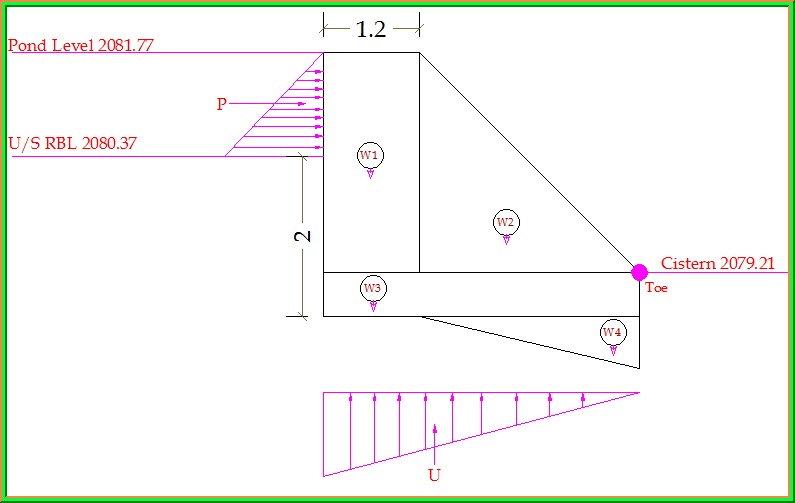 1.2
Pond Level 2081.77
P
U/S RBL 2080.37
W1
W2
2
Cistern 2079.21
Toe
W3
W4
U